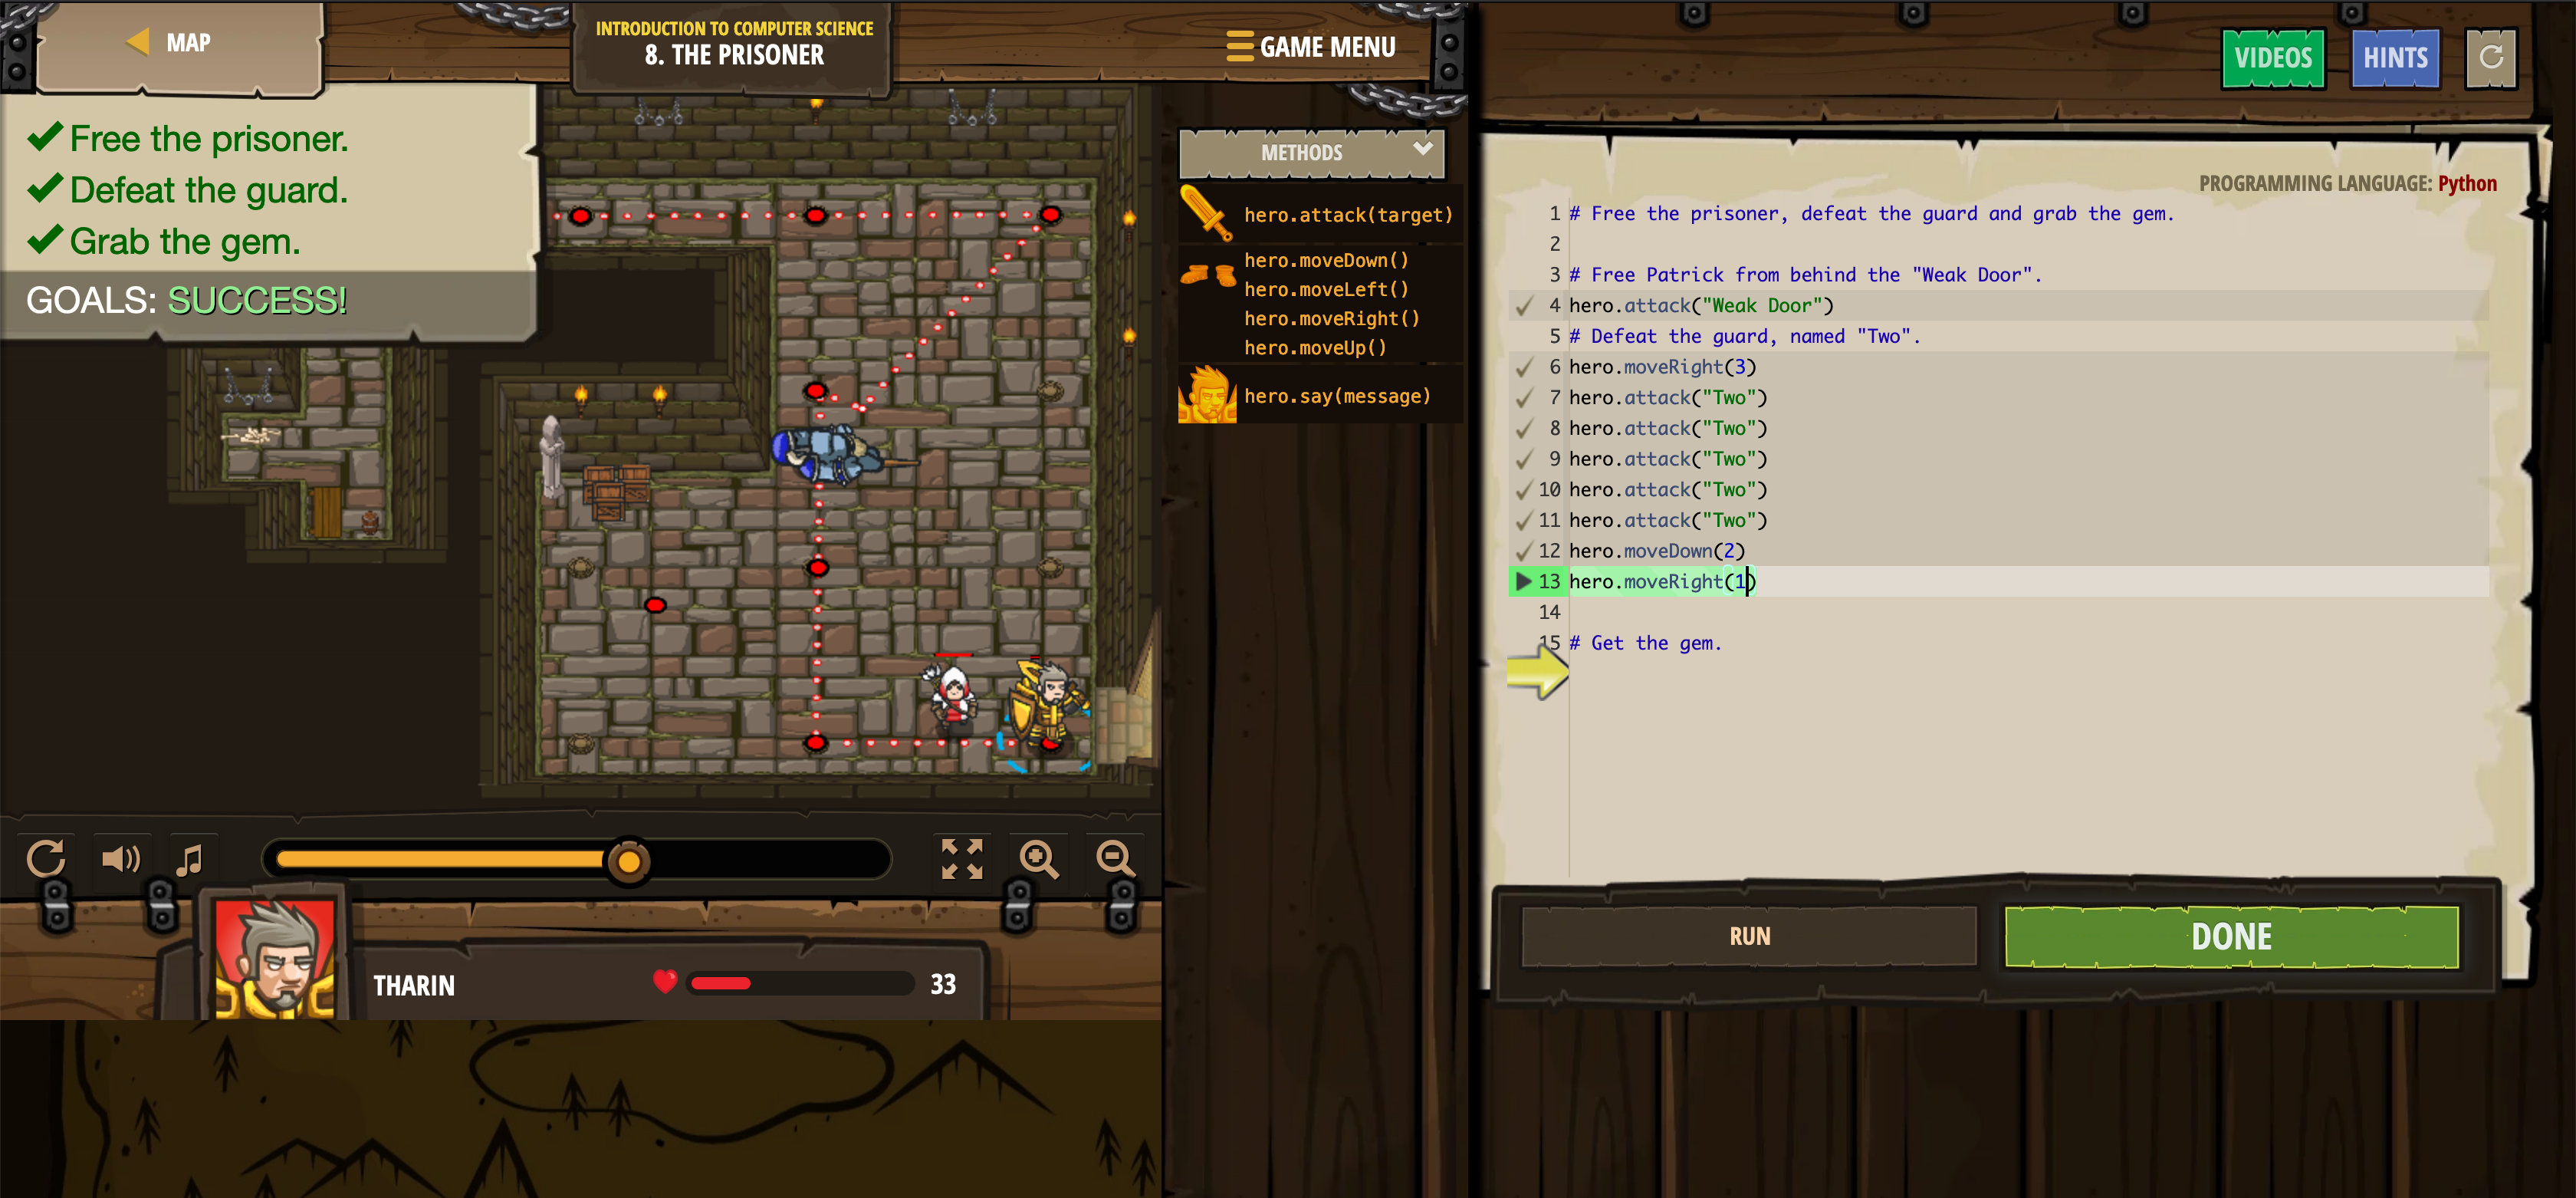 MAP
INTRODUCTION TO COMPUTER SCIENCE
8. THE PRISONER
GAME MENU
Free the prisoner.
Defeat the guard.
Grab the gem.
GOALS: SUCCESS!
METHODS
hero.attack(target)
hero.moveDown()
hero.moveLeft()
hero.moveRight()
hero.moveUp()
hero.say(message)
THARIN
33
VIDEOS
HINTS
PROGRAMMING LANGUAGE: Python
1 # Free the prisoner, defeat the guard and grab the gem.
2
3 # Free Patrick from behind the "Weak Door".
4 hero.attack("Weak Door")
5 # Defeat the guard, named "Two".
6 hero.moveRight(3)
7 hero.attack("Two")
8 hero.attack("Two")
9 hero.attack("Two")
10 hero.attack("Two")
11 hero.attack("Two")
12 hero.moveDown(2)
13 hero.moveRight(1)
14
15 # Get the gem.
RUN
DONE